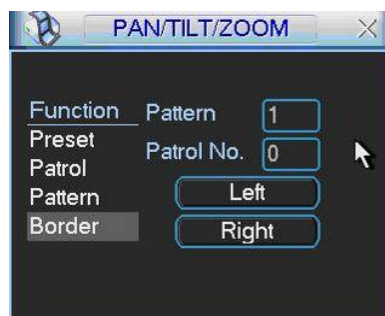 PAN/TILT/ZOOM
Function
Pattern
1
Preset
Patrol No.
0
Patrol
Pattern
Left
Border
Right